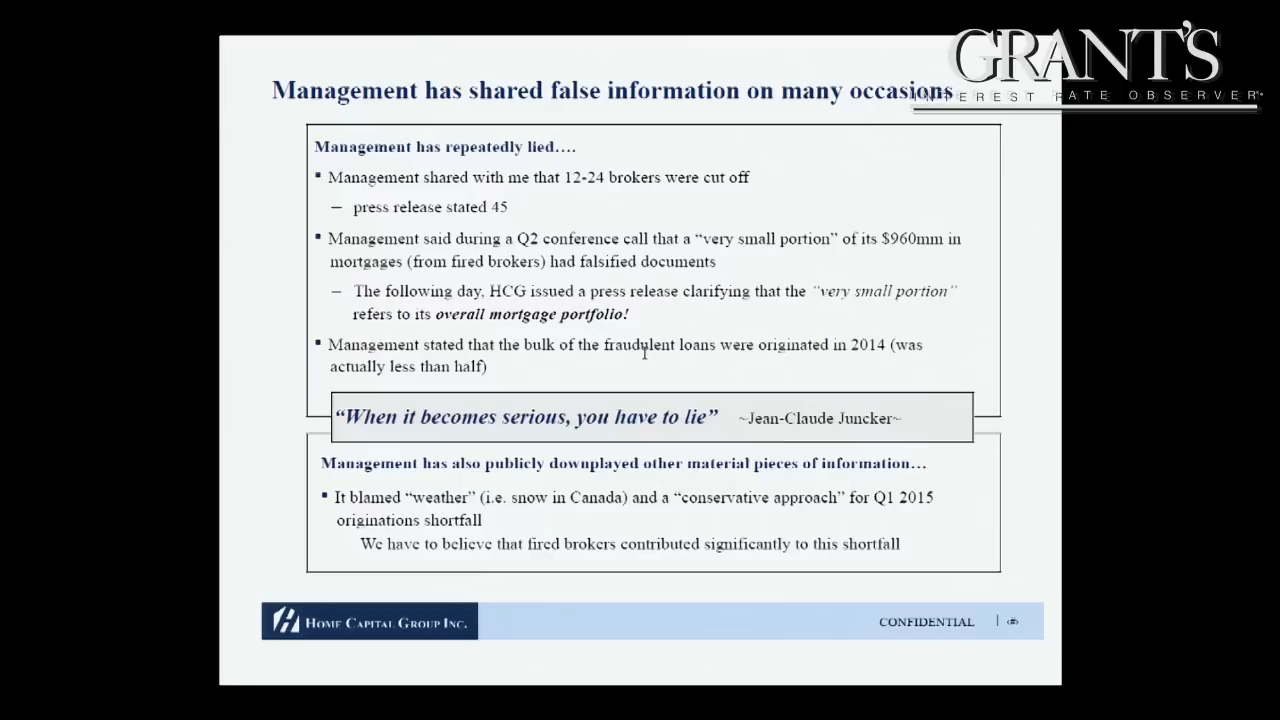 GRANT'S
INTEREST RATE OBSERVER
Management has shared false information on many occasions
Management has repeatedly lied….
▪ Management shared with me that 12-24 brokers were cut off
– press release stated 45
▪ Management said during a Q2 conference call that a “very small portion” of its $960mm in
mortgages (from fired brokers) had falsified documents
– The following day, HCG issued a press release clarifying that the “very small portion”
refers to its overall mortgage portfolio!
▪ Management stated that the bulk of the fraudulent loans were originated in 2014 (was
actually less than half)
“When it becomes serious, you have to lie” ~Jean-Claude Juncker~
Management has also publicly downplayed other material pieces of information…
▪ It blamed “weather” (i.e. snow in Canada) and a “conservative approach” for Q1 2015
originations shortfall
We have to believe that fired brokers contributed significantly to this shortfall
HOME CAPITAL GROUP INC.
CONFIDENTIAL |